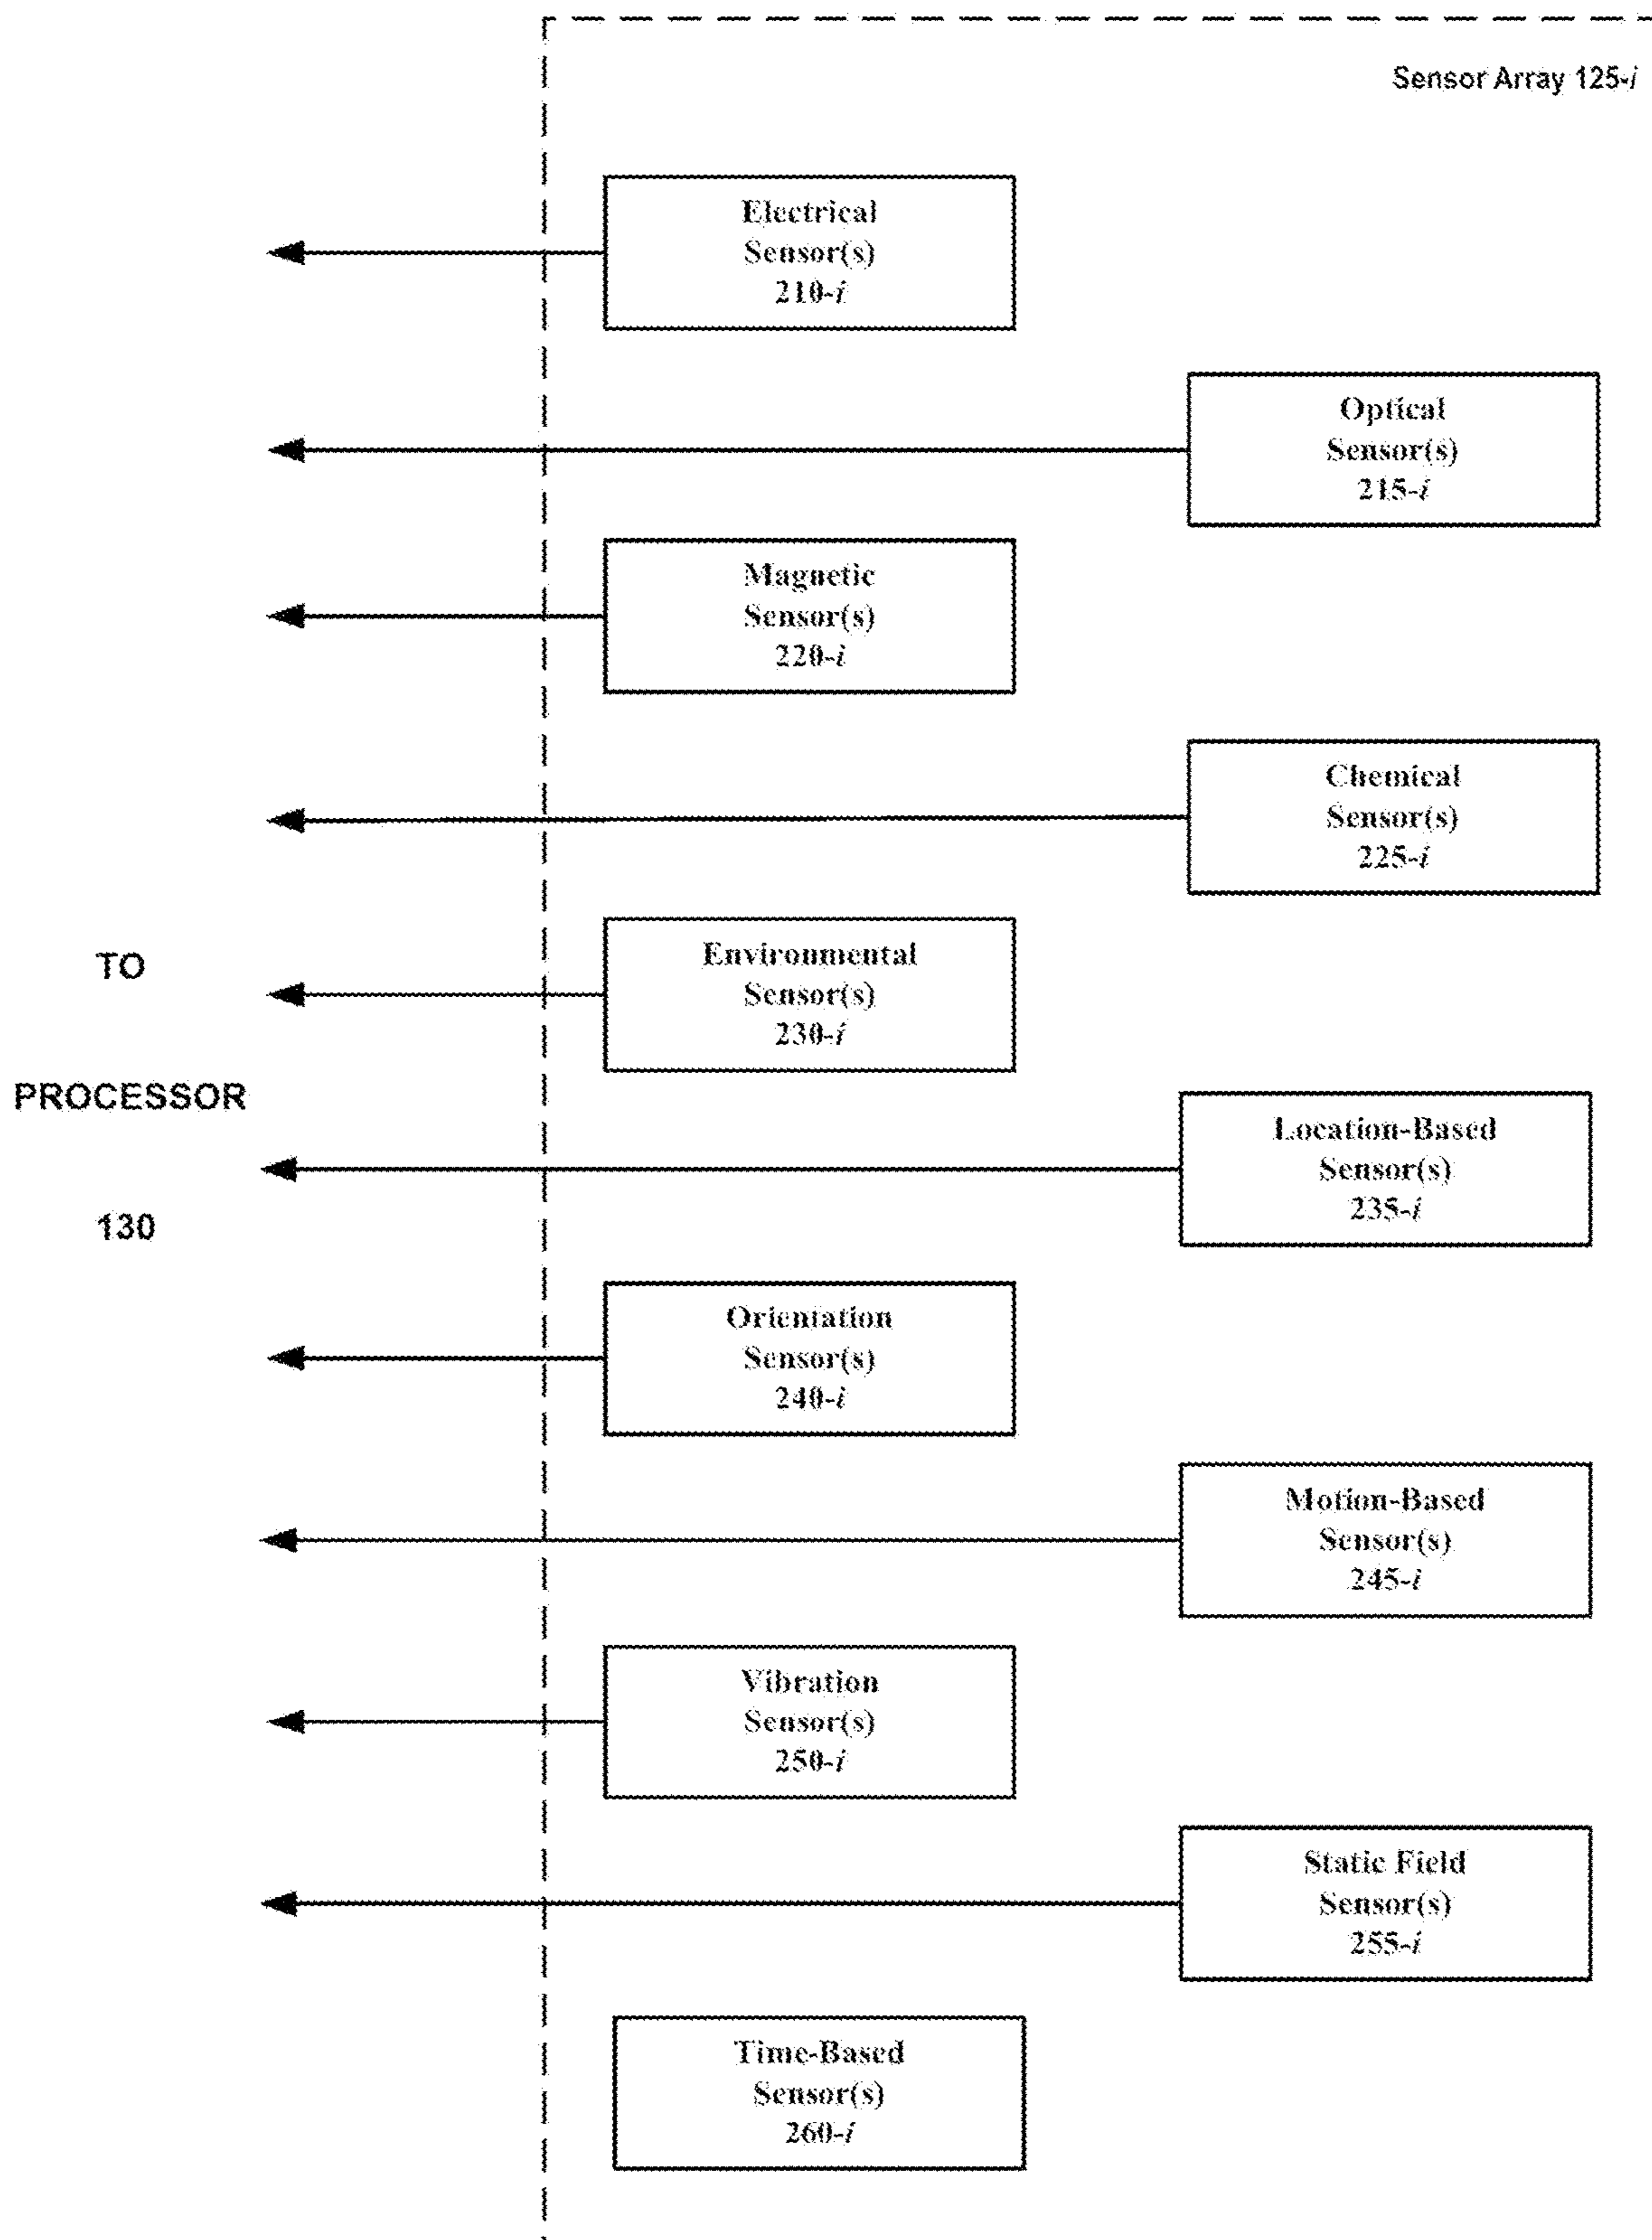 Sensor Array 125-i
Electrical
Sensor(s)
210-i
Optical
Sensor(s)
215-i
Magnetic
Sensor(s)
220-i
Chemical
Sensor(s)
225-i
Environmental
Sensor(s)
230-i
TO
PROCESSOR
130
Location-Based
Sensor(s)
235-i
Orientation
Sensor(s)
240-i
Motion-Based
Sensor(s)
245-i
Vibration
Sensor(s)
250-i
Static Field
Sensor(s)
255-i
Time-Based
Sensor(s)
260-i